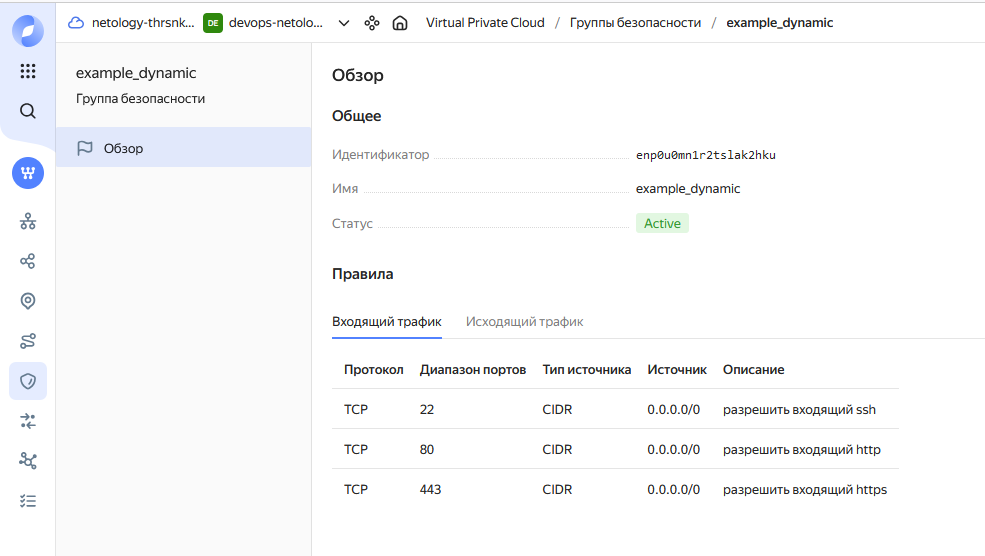 netology-thrsnk... DE devops-netolo... Virtual Private Cloud / Группы безопасности / example_dynamic
example_dynamic
Группа безопасности
Обзор
Обзор
Общее
Идентификатор enp0u0mn1r2tslak2hku
Имя example_dynamic
Статус Active
Правила
Входящий трафик Исходящий трафик
Протокол Диапазон портов Тип источника Источник Описание
TCP 22 CIDR 0.0.0.0/0 разрешить входящий ssh
TCP 80 CIDR 0.0.0.0/0 разрешить входящий http
TCP 443 CIDR 0.0.0.0/0 разрешить входящий https